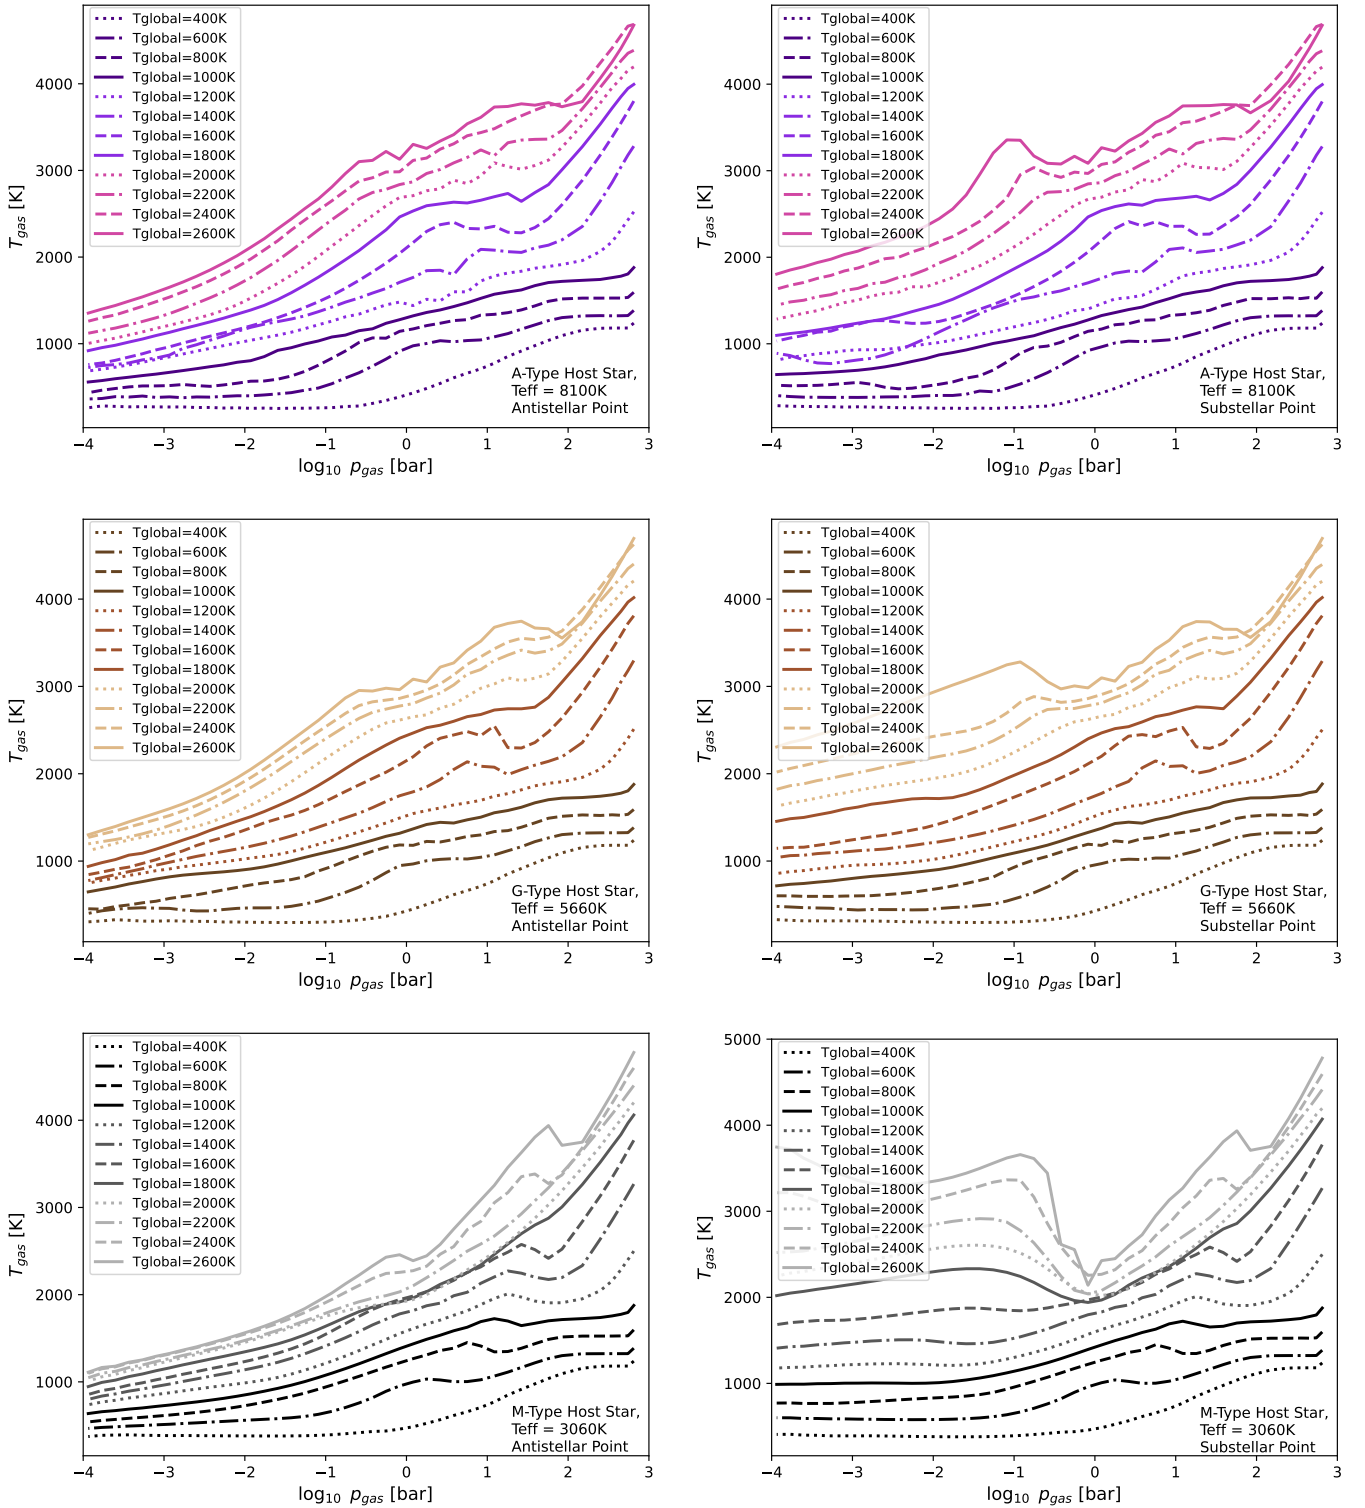 Tglobal=400K
Tglobal=600K
Tglobal=800K
Tglobal=1000K
Tglobal=1200K
Tglobal=1400K
Tglobal=1600K
Tglobal=1800K
Tglobal=2000K
Tglobal=2200K
Tglobal=2400K
Tglobal=2600K
4000
3000
2000
1000
T_gas [K]
A-Type Host Star,
Teff = 8100K
Antistellar Point
−4 −3 −2 −1 0 1 2 3
log₁₀ p_gas [bar]
Tglobal=400K
Tglobal=600K
Tglobal=800K
Tglobal=1000K
Tglobal=1200K
Tglobal=1400K
Tglobal=1600K
Tglobal=1800K
Tglobal=2000K
Tglobal=2200K
Tglobal=2400K
Tglobal=2600K
4000
3000
2000
1000
T_gas [K]
A-Type Host Star,
Teff = 8100K
Substellar Point
−4 −3 −2 −1 0 1 2 3
log₁₀ p_gas [bar]
Tglobal=400K
Tglobal=600K
Tglobal=800K
Tglobal=1000K
Tglobal=1200K
Tglobal=1400K
Tglobal=1600K
Tglobal=1800K
Tglobal=2000K
Tglobal=2200K
Tglobal=2400K
Tglobal=2600K
4000
3000
2000
1000
T_gas [K]
G-Type Host Star,
Teff = 5660K
Antistellar Point
−4 −3 −2 −1 0 1 2 3
log₁₀ p_gas [bar]
Tglobal=400K
Tglobal=600K
Tglobal=800K
Tglobal=1000K
Tglobal=1200K
Tglobal=1400K
Tglobal=1600K
Tglobal=1800K
Tglobal=2000K
Tglobal=2200K
Tglobal=2400K
Tglobal=2600K
4000
3000
2000
1000
T_gas [K]
G-Type Host Star,
Teff = 5660K
Substellar Point
−4 −3 −2 −1 0 1 2 3
log₁₀ p_gas [bar]
Tglobal=400K
Tglobal=600K
Tglobal=800K
Tglobal=1000K
Tglobal=1200K
Tglobal=1400K
Tglobal=1600K
Tglobal=1800K
Tglobal=2000K
Tglobal=2200K
Tglobal=2400K
Tglobal=2600K
4000
3000
2000
1000
T_gas [K]
M-Type Host Star,
Teff = 3060K
Antistellar Point
−4 −3 −2 −1 0 1 2 3
log₁₀ p_gas [bar]
Tglobal=400K
Tglobal=600K
Tglobal=800K
Tglobal=1000K
Tglobal=1200K
Tglobal=1400K
Tglobal=1600K
Tglobal=1800K
Tglobal=2000K
Tglobal=2200K
Tglobal=2400K
Tglobal=2600K
5000
4000
3000
2000
1000
T_gas [K]
M-Type Host Star,
Teff = 3060K
Substellar Point
−4 −3 −2 −1 0 1 2 3
log₁₀ p_gas [bar]